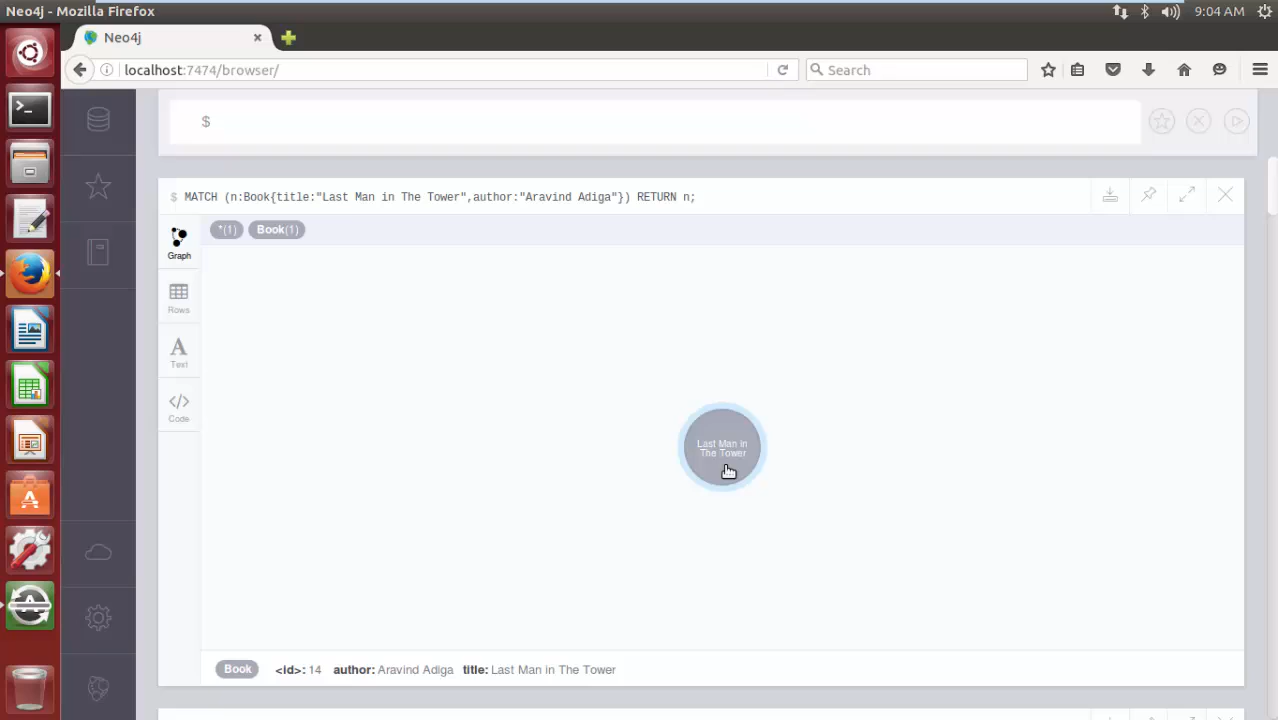 Neo4j - Mozilla Firefox
9:04 AM
Neo4j
localhost:7474/browser/
Search
$
$ MATCH (n:Book{title:"Last Man in The Tower",author:"Aravind Adiga"}) RETURN n;
*(1) Book(1)
Graph
Rows
Text
Code
Last Man in
The Tower
Book <id>: 14 author: Aravind Adiga title: Last Man in The Tower